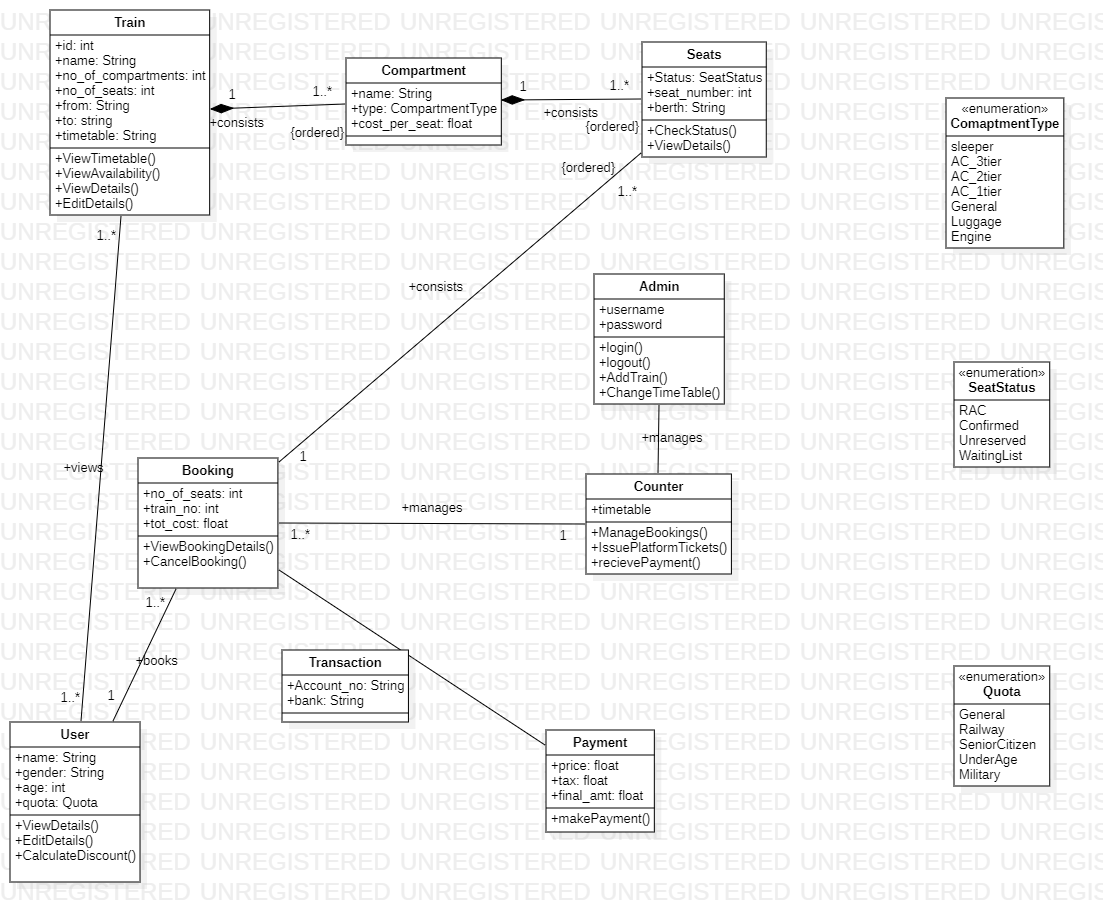 Train
+id: int
+name: String
+no_of_compartments: int
+no_of_seats: int
+from: String
+to: string
+timetable: String
+ViewTimetable()
+ViewAvailability()
+ViewDetails()
+EditDetails()
1
+consists
1..*
{ordered}
Compartment
+name: String
+type: CompartmentType
+cost_per_seat: float
1
+consists
1..*
{ordered}
Seats
+Status: SeatStatus
+seat_number: int
+berth: String
+CheckStatus()
+ViewDetails()
{ordered}
1..*
+consists
1
«enumeration»
ComaptmentType
sleeper
AC_3tier
AC_2tier
AC_1tier
General
Luggage
Engine
1..*
+views
1..*
Admin
+username
+password
+login()
+logout()
+AddTrain()
+ChangeTimeTable()
+manages
«enumeration»
SeatStatus
RAC
Confirmed
Unreserved
WaitingList
Booking
+no_of_seats: int
+train_no: int
+tot_cost: float
+ViewBookingDetails()
+CancelBooking()
+manages
1..*
1
Counter
+timetable
+ManageBookings()
+IssuePlatformTickets()
+recievePayment()
1..*
+books
1
Transaction
+Account_no: String
+bank: String
Payment
+price: float
+tax: float
+final_amt: float
+makePayment()
«enumeration»
Quota
General
Railway
SeniorCitizen
UnderAge
Military
User
+name: String
+gender: String
+age: int
+quota: Quota
+ViewDetails()
+EditDetails()
+CalculateDiscount()
UNREGISTERED